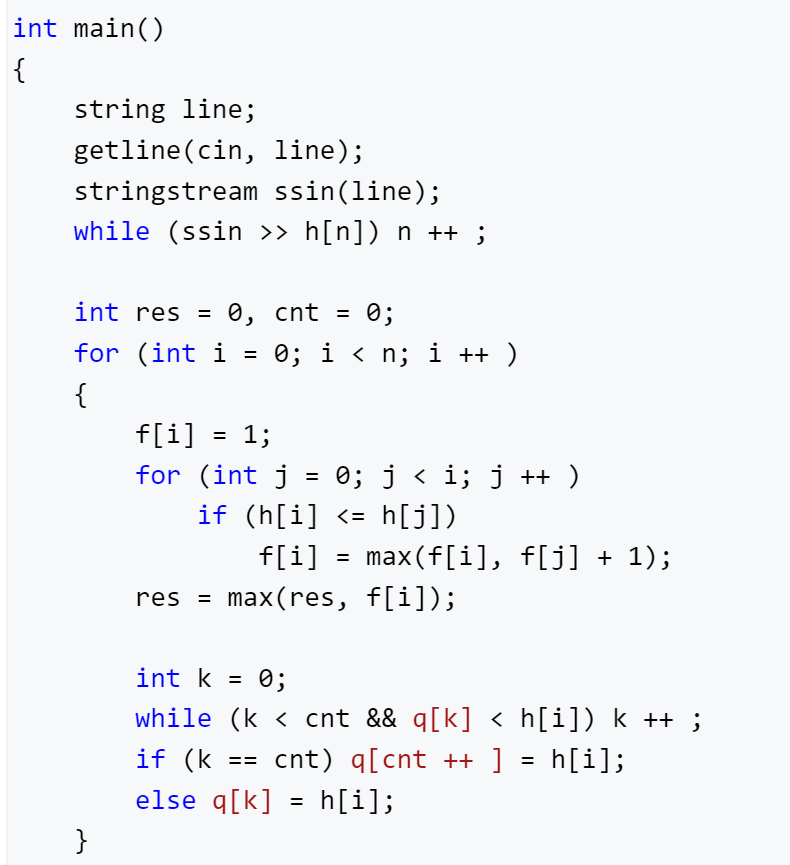 int main()
{
    string line;
    getline(cin, line);
    stringstream ssin(line);
    while (ssin >> h[n]) n ++ ;

    int res = 0, cnt = 0;
    for (int i = 0; i < n; i ++ )
    {
        f[i] = 1;
        for (int j = 0; j < i; j ++ )
            if (h[i] <= h[j])
                f[i] = max(f[i], f[j] + 1);
        res = max(res, f[i]);

        int k = 0;
        while (k < cnt && q[k] < h[i]) k ++ ;
        if (k == cnt) q[cnt ++ ] = h[i];
        else q[k] = h[i];
    }